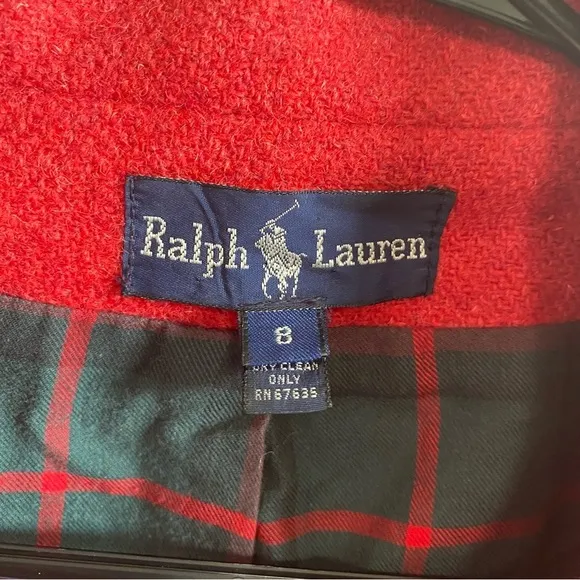 Ralph Lauren
8
DRY CLEAN
ONLY
RN67635